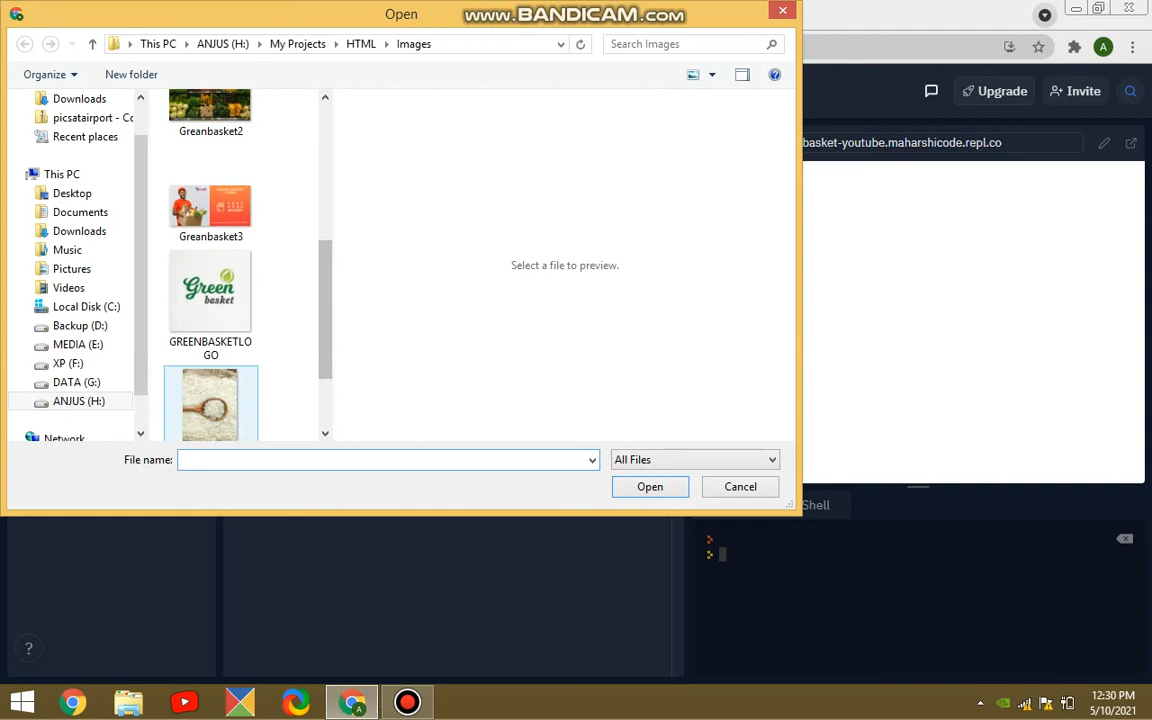 Open
www.BANDICAM.com
This PC
ANJUS (H:)
My Projects
HTML
Images
Search Images
Organize
New folder
Downloads
picsatairport - Co
Recent places
This PC
Desktop
Documents
Downloads
Music
Pictures
Videos
Local Disk (C:)
Backup (D:)
MEDIA (E:)
XP (F:)
DATA (G:)
ANJUS (H:)
Network
Greanbasket2
Greanbasket3
Green
basket
GREENBASKETLO
GO
Select a file to preview.
File name:
All Files
Open
Cancel
A
Upgrade
Invite
basket-youtube.maharshicode.repl.co
Shell
?
A
12:30 PM
5/10/2021